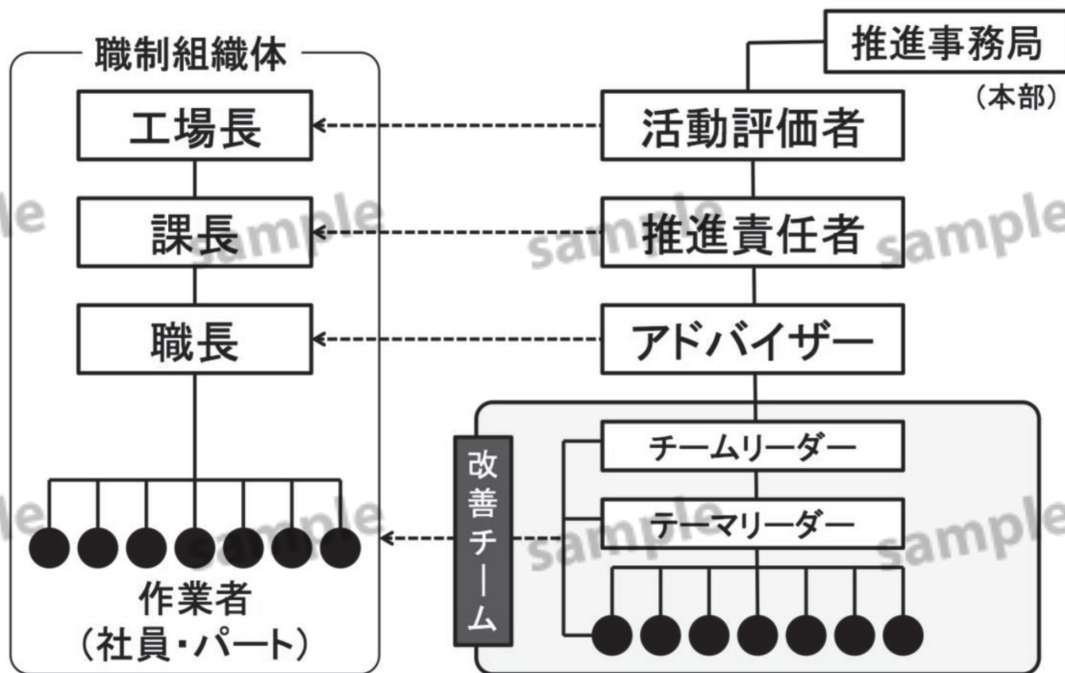 職制組織体
工場長
課長
職長
作業者
(社員・パート)
推進事務局
(本部)
活動評価者
推進責任者
アドバイザー
改善チーム
チームリーダー
テーマリーダー
le
sample
sample
sample
le
sample
sample
sample